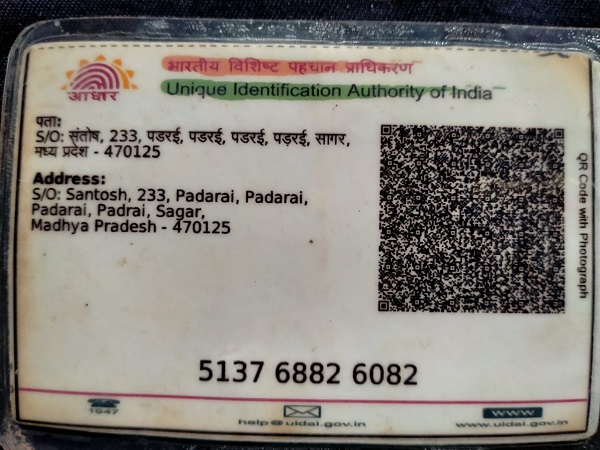 भारतीय विशिष्ट पहचान प्राधिकरण
Unique Identification Authority of India
आधार
पता:
S/O: संतोष, 233, पडरई, पडरई, पडरई, पड़रई, सागर,
मध्य प्रदेश - 470125
Address:
S/O: Santosh, 233, Padarai, Padarai,
Padarai, Padrai, Sagar,
Madhya Pradesh - 470125
QR Code with Photograph
5137 6882 6082
1947
help@uidai.gov.in
www
www.uidai.gov.in